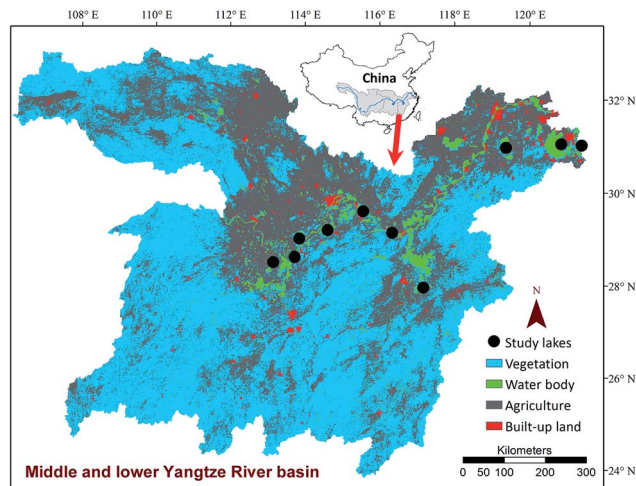 106°E 108°E 110°E 112°E 114°E 116°E 118°E 120°E
China
32°N
30°N
28°N
26°N
24°N
N
Study lakes
Vegetation
Water body
Agriculture
Built-up land
Kilometers
0 50 100 200 300
Middle and lower Yangtze River basin